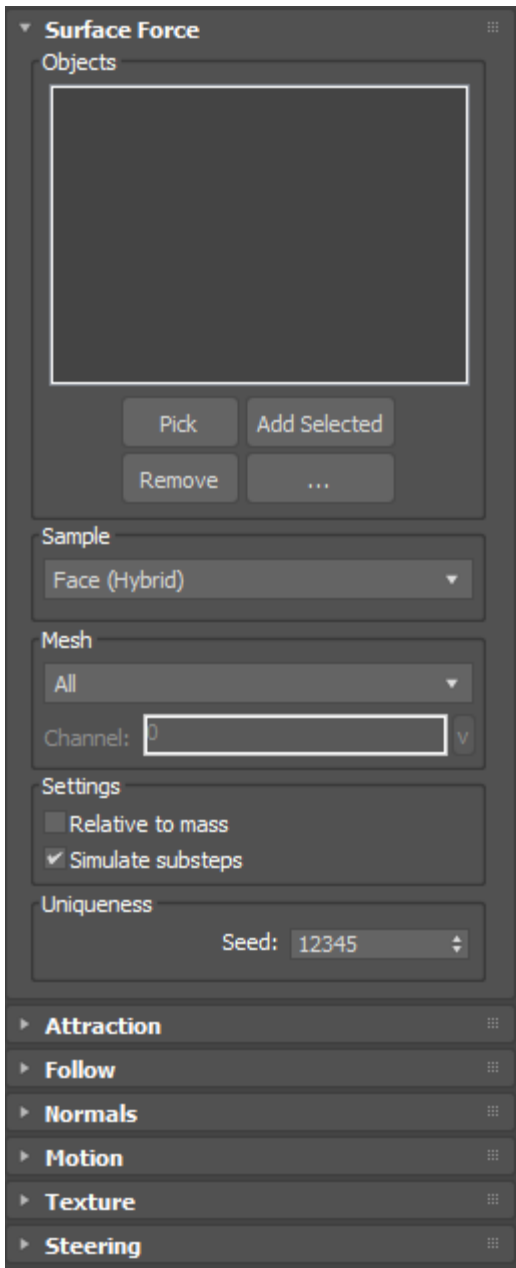 Surface Force
Objects
Pick Add Selected
Remove ...
Sample
Face (Hybrid)
Mesh
All
Channel: 0 v
Settings
Relative to mass
Simulate substeps
Uniqueness
Seed: 12345
Attraction
Follow
Normals
Motion
Texture
Steering